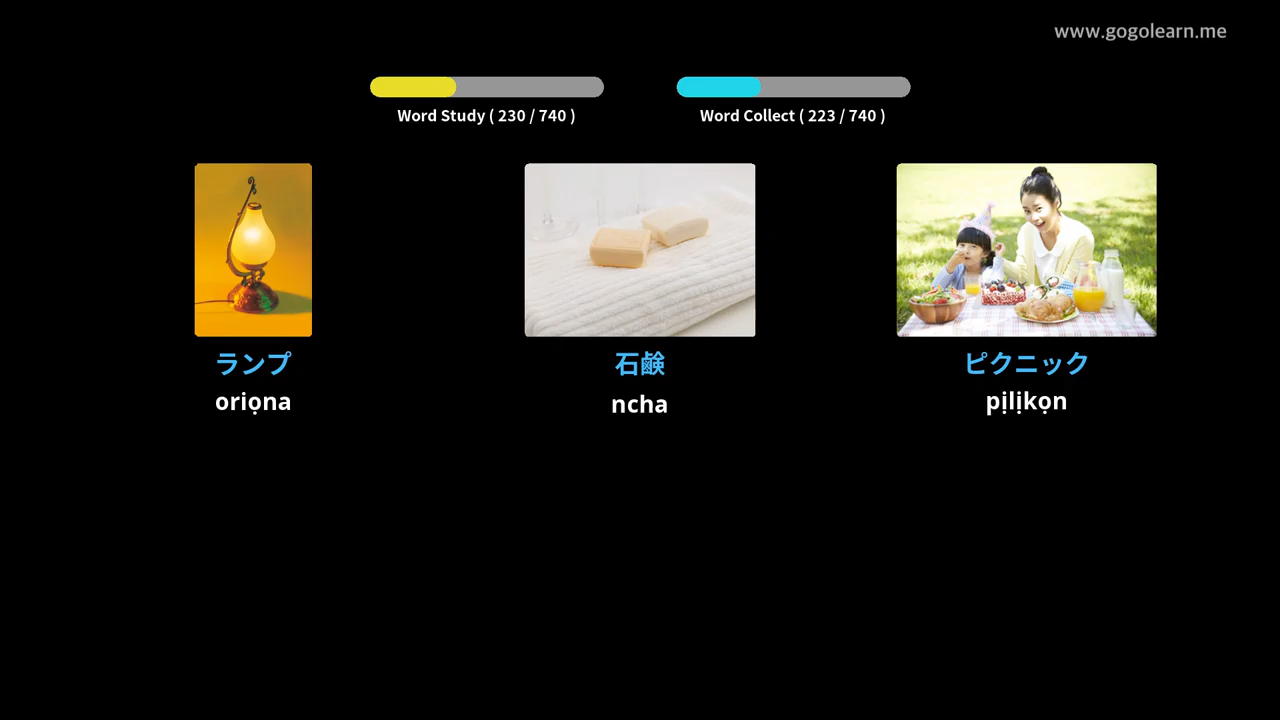 www.gogolearn.me
Word Study ( 230 / 740 )
Word Collect ( 223 / 740 )
ランプ
oriọna
石鹸
ncha
ピクニック
pịlịkọn